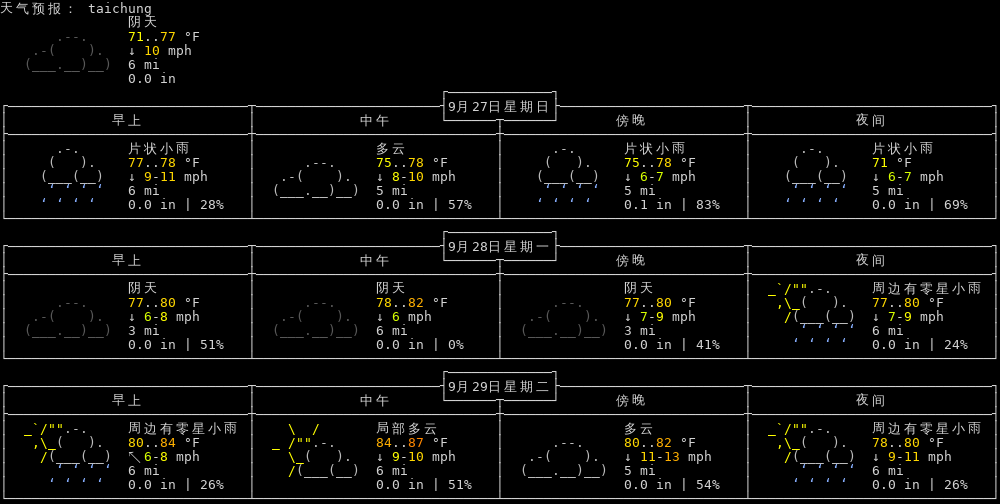 天气预报： taichung
阴天
71..77 °F
↓ 10 mph
6 mi
0.0 in
9月27日星期日
早上 中午 傍晚 夜间
片状小雨 多云 片状小雨 片状小雨
77..78 °F 75..78 °F 75..78 °F 71 °F
↓ 9-11 mph ↓ 8-10 mph ↓ 6-7 mph ↓ 6-7 mph
6 mi 5 mi 5 mi 5 mi
0.0 in | 28% 0.0 in | 57% 0.1 in | 83% 0.0 in | 69%
9月28日星期一
早上 中午 傍晚 夜间
阴天 阴天 阴天 周边有零星小雨
77..80 °F 78..82 °F 77..80 °F 77..80 °F
↓ 6-8 mph ↓ 6 mph ↓ 7-9 mph ↓ 7-9 mph
3 mi 6 mi 3 mi 6 mi
0.0 in | 51% 0.0 in | 0% 0.0 in | 41% 0.0 in | 24%
9月29日星期二
早上 中午 傍晚 夜间
周边有零星小雨 局部多云 多云 周边有零星小雨
80..84 °F 84..87 °F 80..82 °F 78..80 °F
↖ 6-8 mph ↓ 9-10 mph ↓ 11-13 mph ↓ 9-11 mph
6 mi 6 mi 5 mi 6 mi
0.0 in | 26% 0.0 in | 51% 0.0 in | 54% 0.0 in | 26%